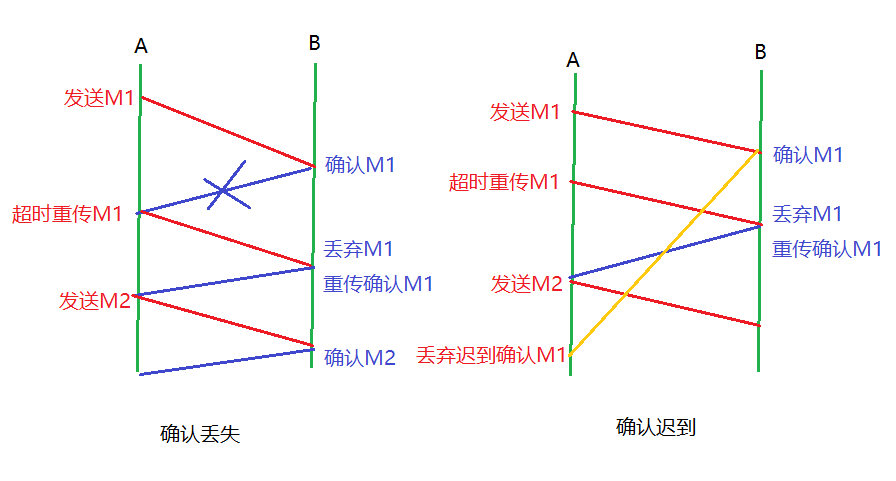 A
B
发送M1
确认M1
超时重传M1
丢弃M1
重传确认M1
发送M2
确认M2
确认丢失
A
B
发送M1
确认M1
超时重传M1
丢弃M1
重传确认M1
发送M2
丢弃迟到确认M1
确认迟到